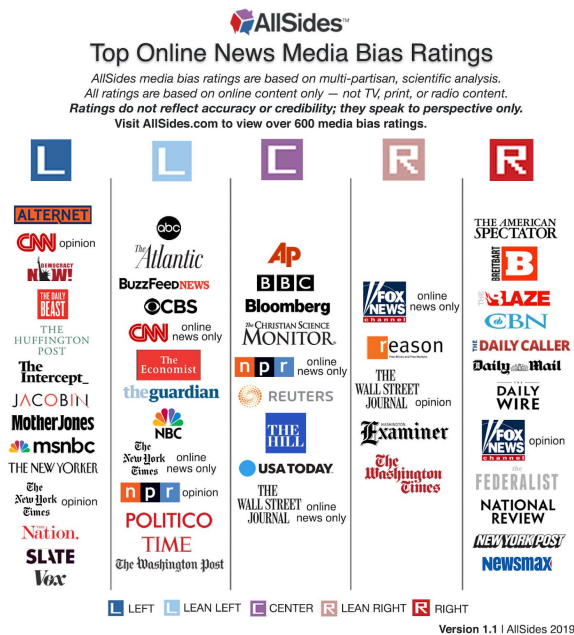 AllSides™
Top Online News Media Bias Ratings
AllSides media bias ratings are based on multi-partisan, scientific analysis.
All ratings are based on online content only — not TV, print, or radio content.
Ratings do not reflect accuracy or credibility; they speak to perspective only.
Visit AllSides.com to view over 600 media bias ratings.
L
L
C
R
R
ALTERNET
CNN opinion
DEMOCRACY
NOW!
THE DAILY
BEAST
THE
HUFFINGTON
POST
The
Intercept_
JACOBIN
Mother Jones
msnbc
THE NEW YORKER
The
New York
Times opinion
The Nation.
SLATE
Vox
abc
The
Atlantic
BUZZFEED NEWS
CBS
CNN online
news only
The
Economist
theguardian
NBC
The
New York
Times online
news only
npr opinion
POLITICO
TIME
The Washington Post
AP
BBC
Bloomberg
The CHRISTIAN SCIENCE
MONITOR
npr online
news only
REUTERS
THE
HILL
USA TODAY
THE
WALL STREET
JOURNAL online
news only
FOX
NEWS
channel
online
news only
reason
Free Minds and Free Markets
THE
WALL STREET
JOURNAL opinion
WASHINGTON
Examiner
The
Washington
Times
THE AMERICAN
SPECTATOR
BREITBART
B
THE BLAZE
CBN
THE DAILY CALLER
Daily Mail
THE
DAILY
WIRE
FOX
NEWS
channel
opinion
the
FEDERALIST
NATIONAL
REVIEW
NEW YORK POST
Newsmax
L LEFT L LEAN LEFT C CENTER R LEAN RIGHT R RIGHT
Version 1.1 | AllSides 2019